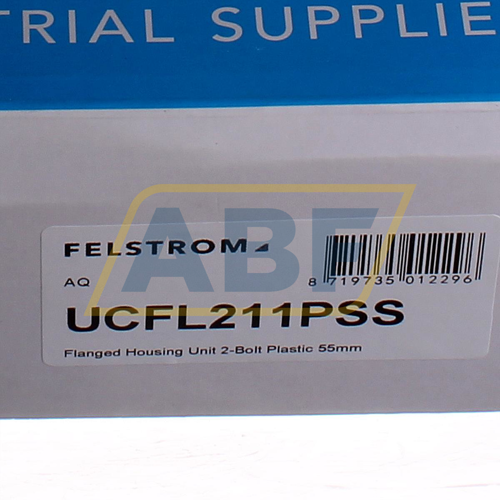 TRIAL SUPPLIE
ABF
FELSTROM
AQ
8 719735 012296
UCFL211PSS
Flanged Housing Unit 2-Bolt Plastic 55mm